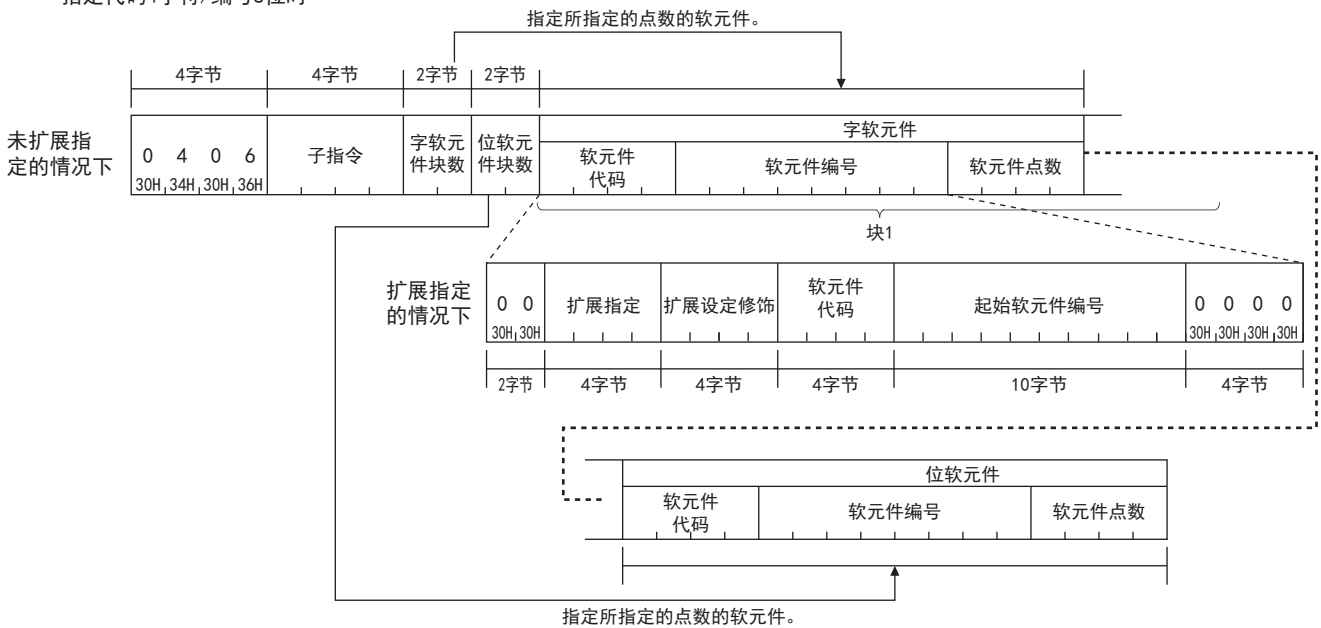 指定所指定的点数的软元件。
4字节 4字节 2字节 2字节
未扩展指
定的情况下
0 4 0 6
30H 34H 30H 36H
子指令
字软元
件块数
位软元
件块数
字软元件
软元件
代码
软元件编号
软元件点数
块1
扩展指定
的情况下
0 0
30H 30H
扩展指定
扩展设定修饰
软元件
代码
起始软元件编号
0 0 0 0
30H 30H 30H 30H
2字节 4字节 4字节 4字节 10字节 4字节
位软元件
软元件
代码
软元件编号
软元件点数
指定所指定的点数的软元件。